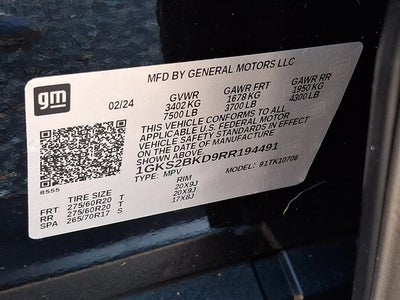 gm
MFD BY GENERAL MOTORS LLC
02/24 GVWR GAWR FRT GAWR RR
3402 KG 1678 KG 1950 KG
7500 LB 3700 LB 4300 LB
THIS VEHICLE CONFORMS TO ALL
APPLICABLE U.S. FEDERAL MOTOR
VEHICLE SAFETY STANDARDS IN EFFECT
ON THE DATE OF MANUFACTURE
SHOWN ABOVE.
1GKS2BKD9RR194491
8555 TYPE: MPV MODEL: 91TK10706
TIRE SIZE RIM
FRT 275/60R20 T 20X9J
RR 275/60R20 T 20X9J
SPA 265/70R17 S 17X8J